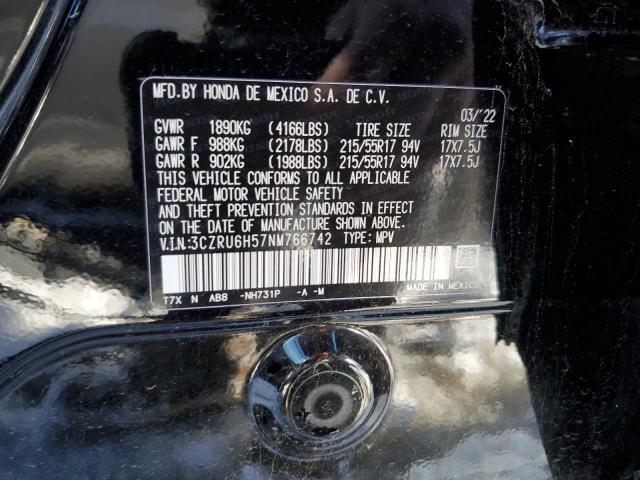 MFD.BY HONDA DE MEXICO S.A. DE C.V.
03/'22
GVWR 1890KG (4166LBS) TIRE SIZE RIM SIZE
GAWR F 988KG (2178LBS) 215/55R17 94V 17X7.5J
GAWR R 902KG (1988LBS) 215/55R17 94V 17X7.5J
THIS VEHICLE CONFORMS TO ALL APPLICABLE
FEDERAL MOTOR VEHICLE SAFETY
AND THEFT PREVENTION STANDARDS IN EFFECT
ON THE DATE OF MANUFACTURE SHOWN ABOVE.
V.I.N:3CZRU6H57NM766742 TYPE: MPV
T7X N AB8 -NH731P -A -M MADE IN MEXICO